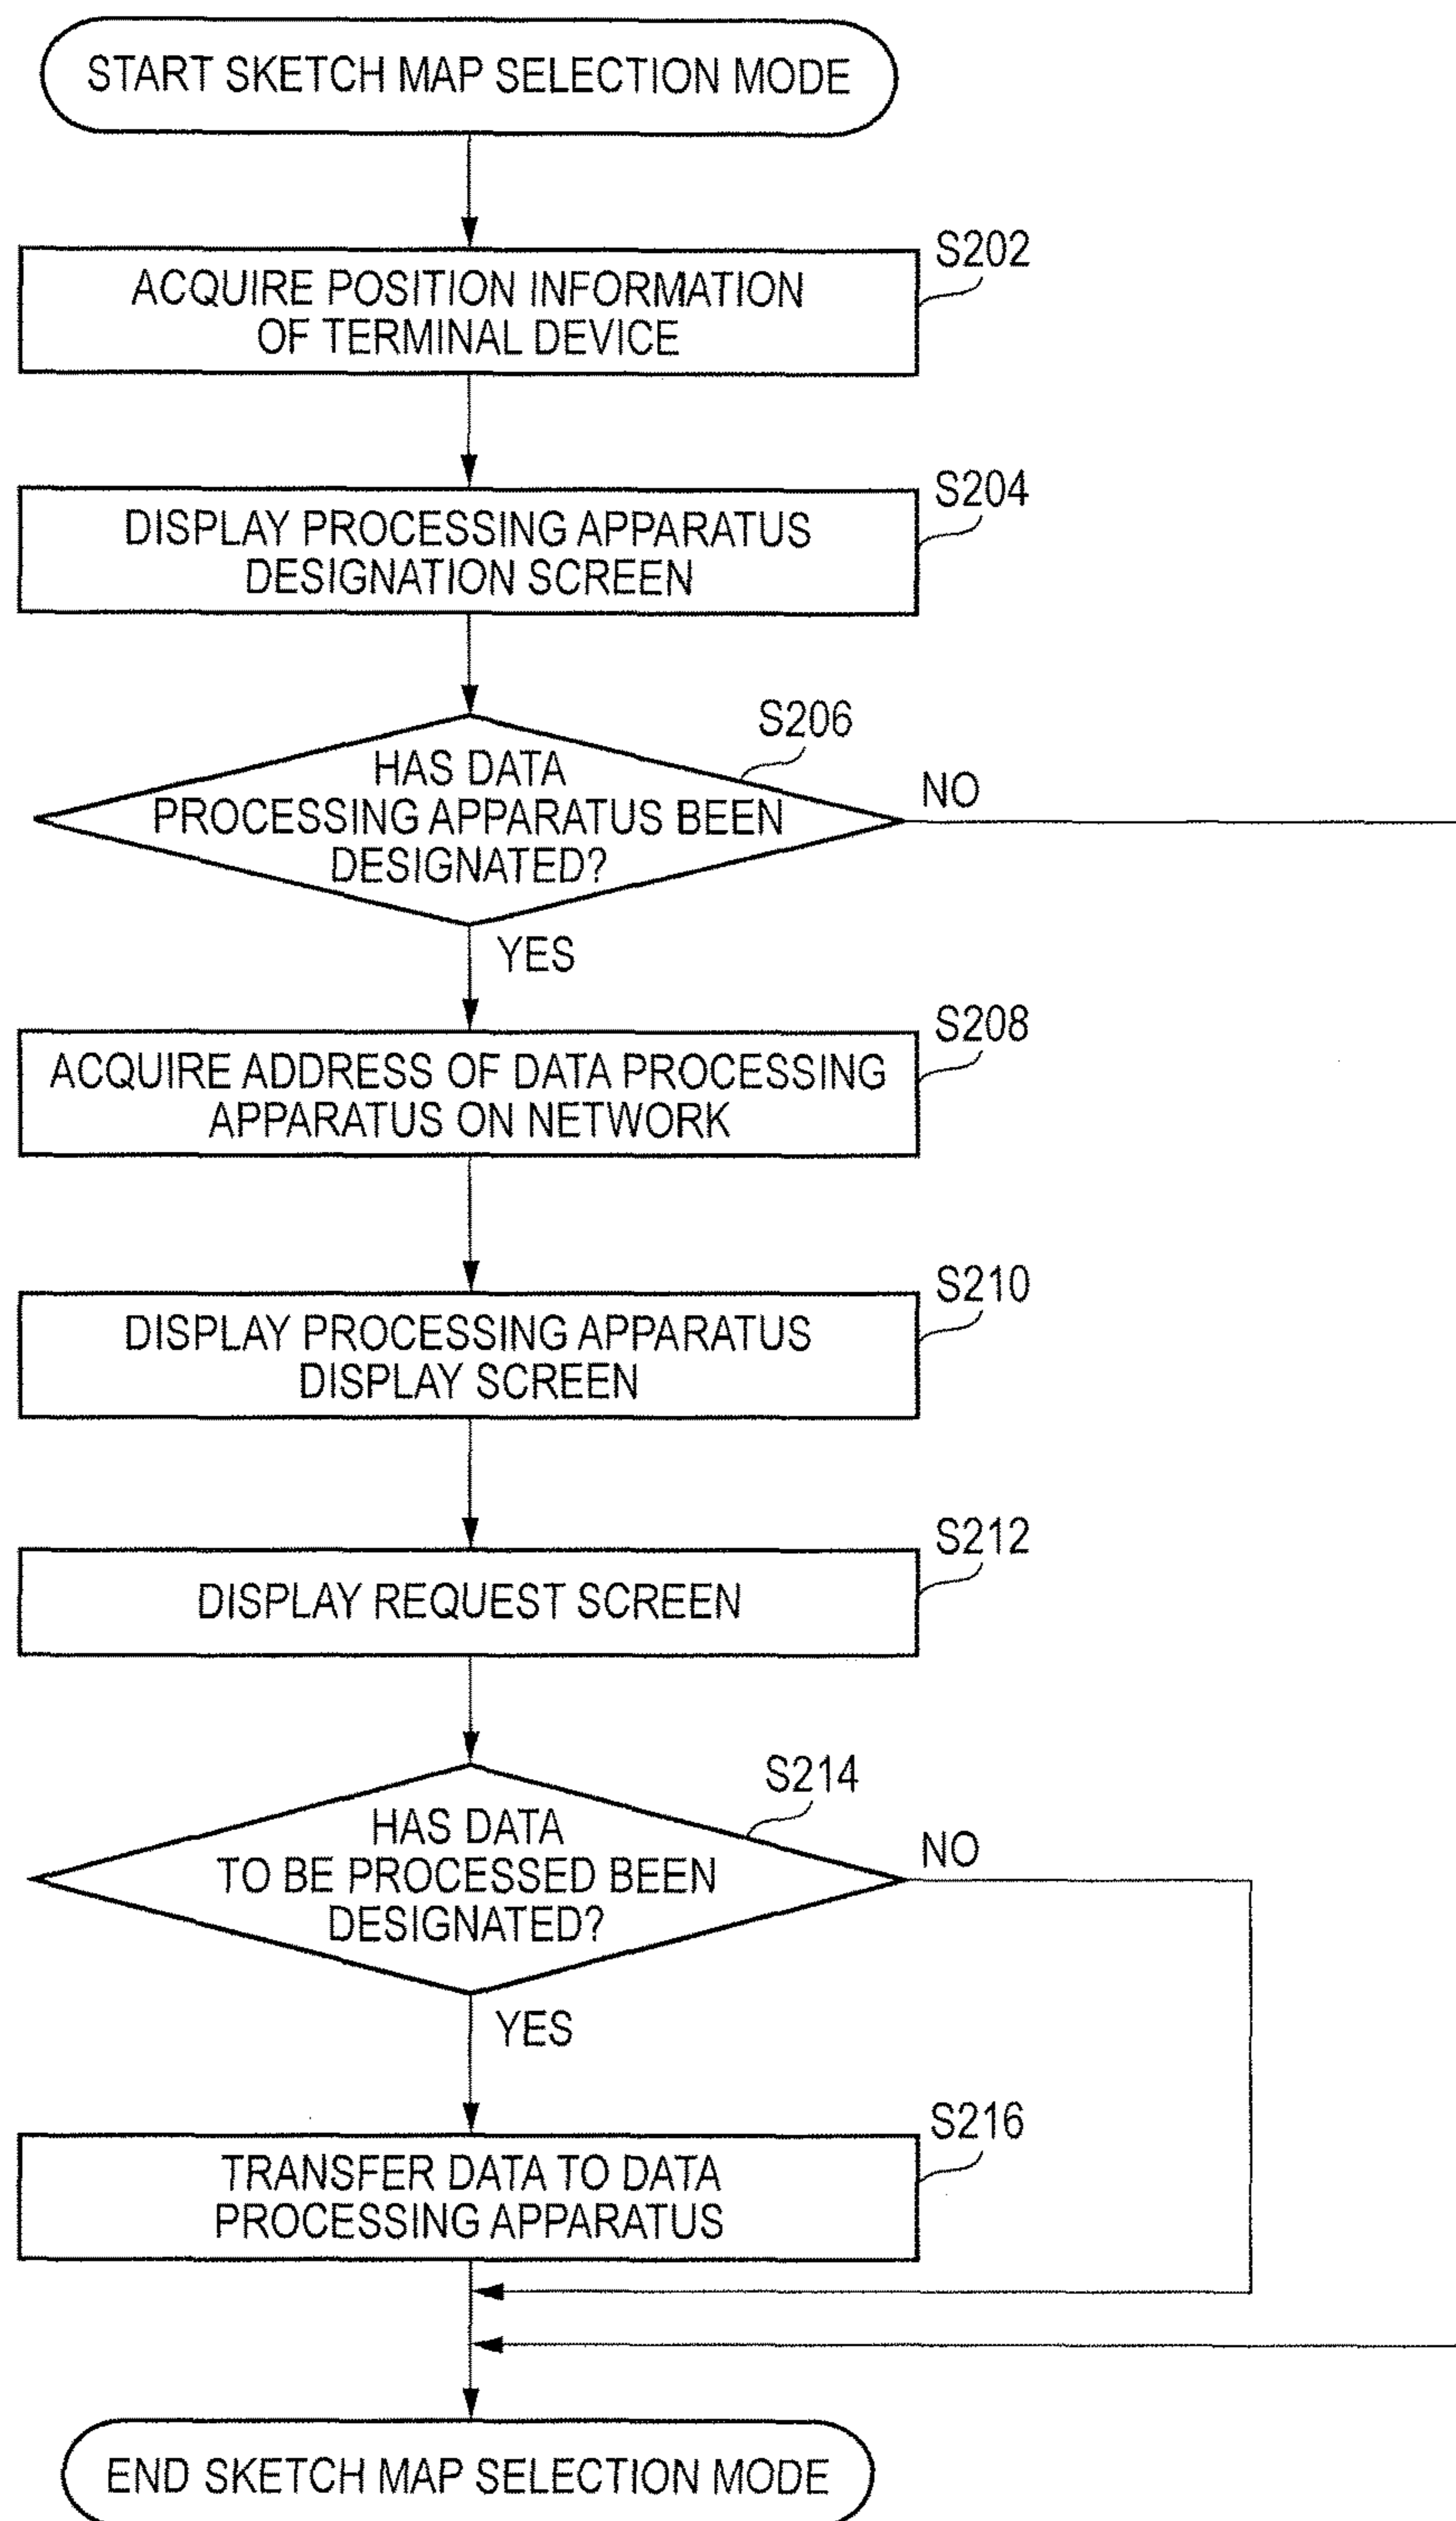 START SKETCH MAP SELECTION MODE
S202
ACQUIRE POSITION INFORMATION
OF TERMINAL DEVICE
S204
DISPLAY PROCESSING APPARATUS
DESIGNATION SCREEN
S206
HAS DATA
PROCESSING APPARATUS BEEN
DESIGNATED?
NO
YES
S208
ACQUIRE ADDRESS OF DATA PROCESSING
APPARATUS ON NETWORK
S210
DISPLAY PROCESSING APPARATUS
DISPLAY SCREEN
S212
DISPLAY REQUEST SCREEN
S214
HAS DATA
TO BE PROCESSED BEEN
DESIGNATED?
NO
YES
S216
TRANSFER DATA TO DATA
PROCESSING APPARATUS
END SKETCH MAP SELECTION MODE